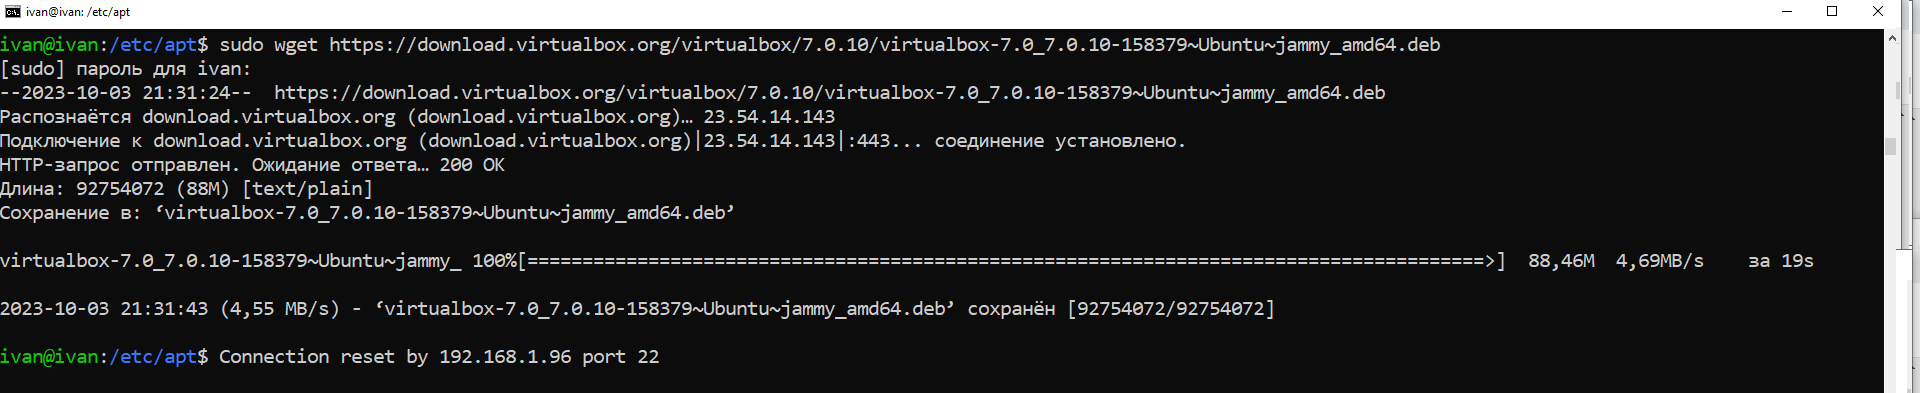 ivan@ivan: /etc/apt
ivan@ivan:/etc/apt$ sudo wget https://download.virtualbox.org/virtualbox/7.0.10/virtualbox-7.0_7.0.10-158379~Ubuntu~jammy_amd64.deb
[sudo] пароль для ivan:
--2023-10-03 21:31:24--  https://download.virtualbox.org/virtualbox/7.0.10/virtualbox-7.0_7.0.10-158379~Ubuntu~jammy_amd64.deb
Распознаётся download.virtualbox.org (download.virtualbox.org)… 23.54.14.143
Подключение к download.virtualbox.org (download.virtualbox.org)|23.54.14.143|:443... соединение установлено.
HTTP-запрос отправлен. Ожидание ответа… 200 OK
Длина: 92754072 (88M) [text/plain]
Сохранение в: ‘virtualbox-7.0_7.0.10-158379~Ubuntu~jammy_amd64.deb’
virtualbox-7.0_7.0.10-158379~Ubuntu~jammy_ 100%[=======================================================================================>]  88,46M  4,69MB/s    за 19s
2023-10-03 21:31:43 (4,55 MB/s) - ‘virtualbox-7.0_7.0.10-158379~Ubuntu~jammy_amd64.deb’ сохранён [92754072/92754072]
ivan@ivan:/etc/apt$ Connection reset by 192.168.1.96 port 22